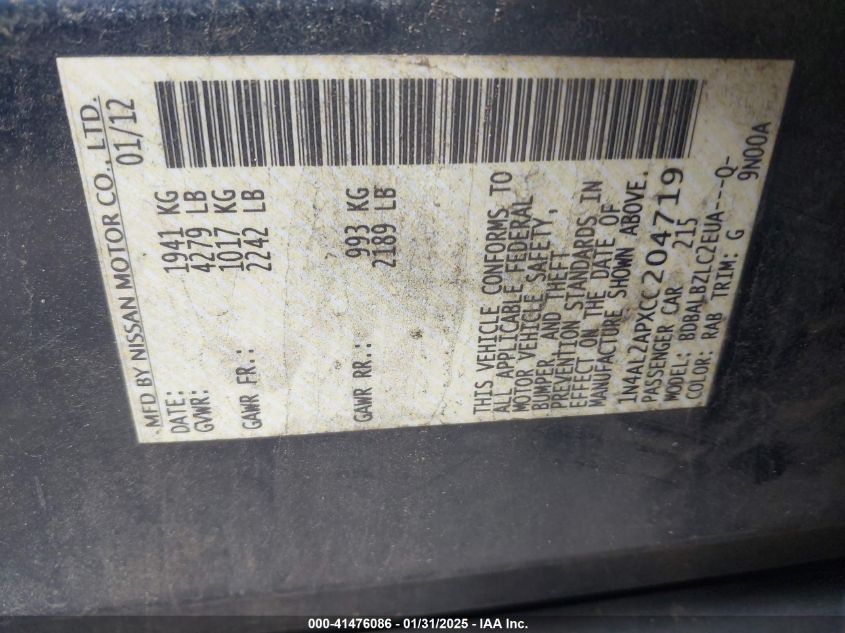 MFD BY NISSAN MOTOR CO., LTD.
DATE: 01/12
GVWR: 1941 KG
4279 LB
GAWR FR.: 1017 KG
2242 LB
GAWR RR.: 993 KG
2189 LB
THIS VEHICLE CONFORMS TO
ALL APPLICABLE FEDERAL
MOTOR VEHICLE SAFETY,
BUMPER, AND THEFT
PREVENTION STANDARDS IN
EFFECT ON THE DATE OF
MANUFACTURE SHOWN ABOVE.
1N4AL2APXCC204719
PASSENGER CAR 215
MODEL: BDBALBZLC2EUA---Q-
COLOR: RAB TRIM: G 9N00A
000-41476086 - 01/31/2025 - IAA Inc.